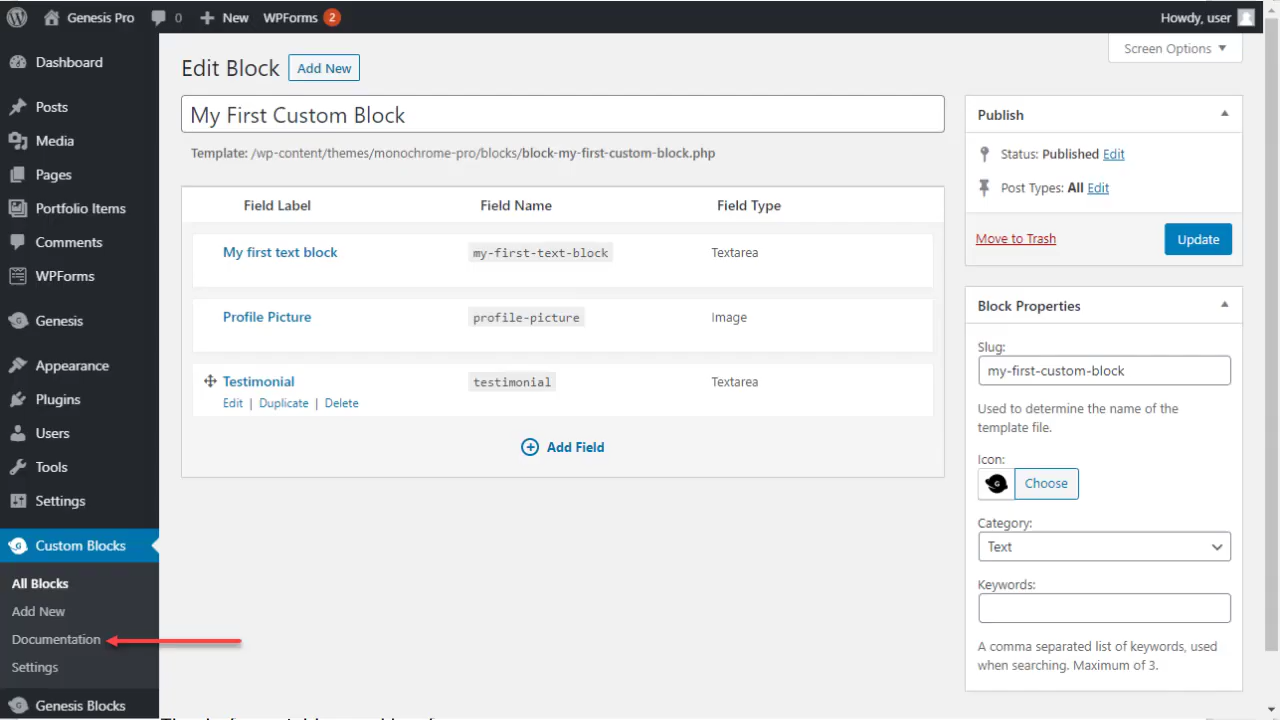 Genesis Pro 0 New WPForms 2 Howdy, user
Dashboard
Posts
Media
Pages
Portfolio Items
Comments
WPForms
Genesis
Appearance
Plugins
Users
Tools
Settings
Custom Blocks
All Blocks
Add New
Documentation
Settings
Genesis Blocks
Screen Options
Edit Block Add New
My First Custom Block
Template: /wp-content/themes/monochrome-pro/blocks/block-my-first-custom-block.php
Field Label Field Name Field Type
My first text block my-first-text-block Textarea
Profile Picture profile-picture Image
Testimonial testimonial Textarea
Edit | Duplicate | Delete
Add Field
Publish
Status: Published Edit
Post Types: All Edit
Move to Trash Update
Block Properties
Slug:
my-first-custom-block
Used to determine the name of the
template file.
Icon:
Choose
Category:
Text
Keywords:
A comma separated list of keywords, used
when searching. Maximum of 3.